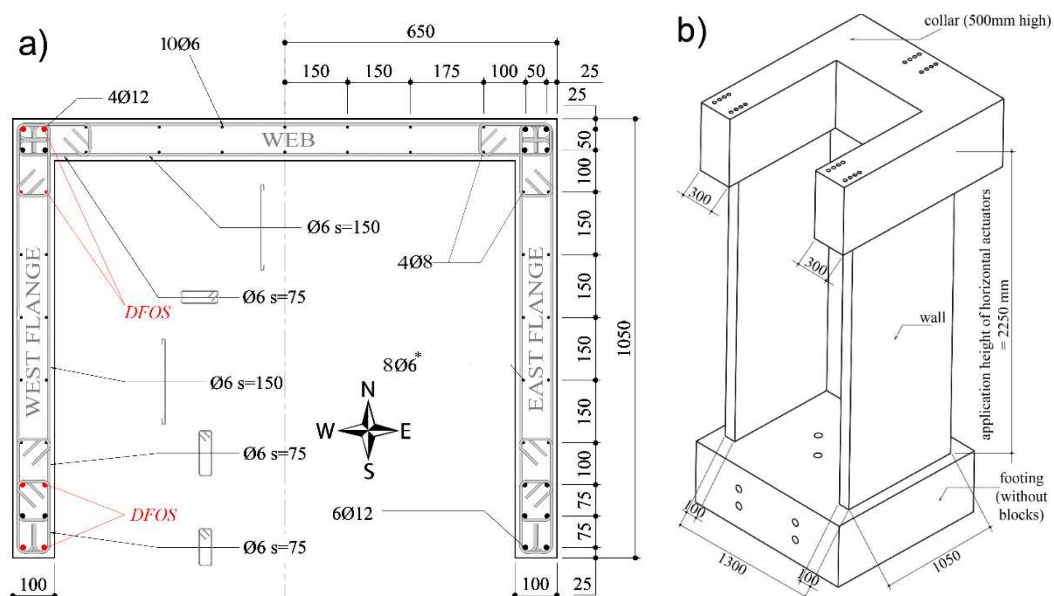 a)
650
10Ø6
150
150
175
100
50
25
25
4Ø12
WEB
50
100
Ø6 s=150
4Ø8
150
WEST FLANGE
EAST FLANGE
Ø6 s=75
DFOS
150
1050
8Ø6*
150
Ø6 s=150
N
W
E
S
150
Ø6 s=75
100
DFOS
75
6Ø12
Ø6 s=75
75
100
100
25
b)
collar (500mm high)
300
300
application height of horizontal actuators
= 2250 mm
wall
footing
(without
blocks)
100
1300
100
1050